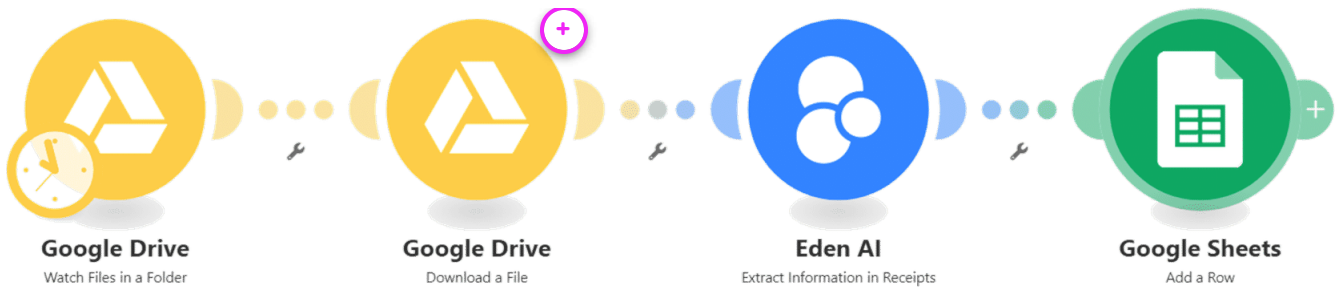 Google Drive
Watch Files in a Folder
Google Drive
Download a File
Eden AI
Extract Information in Receipts
Google Sheets
Add a Row